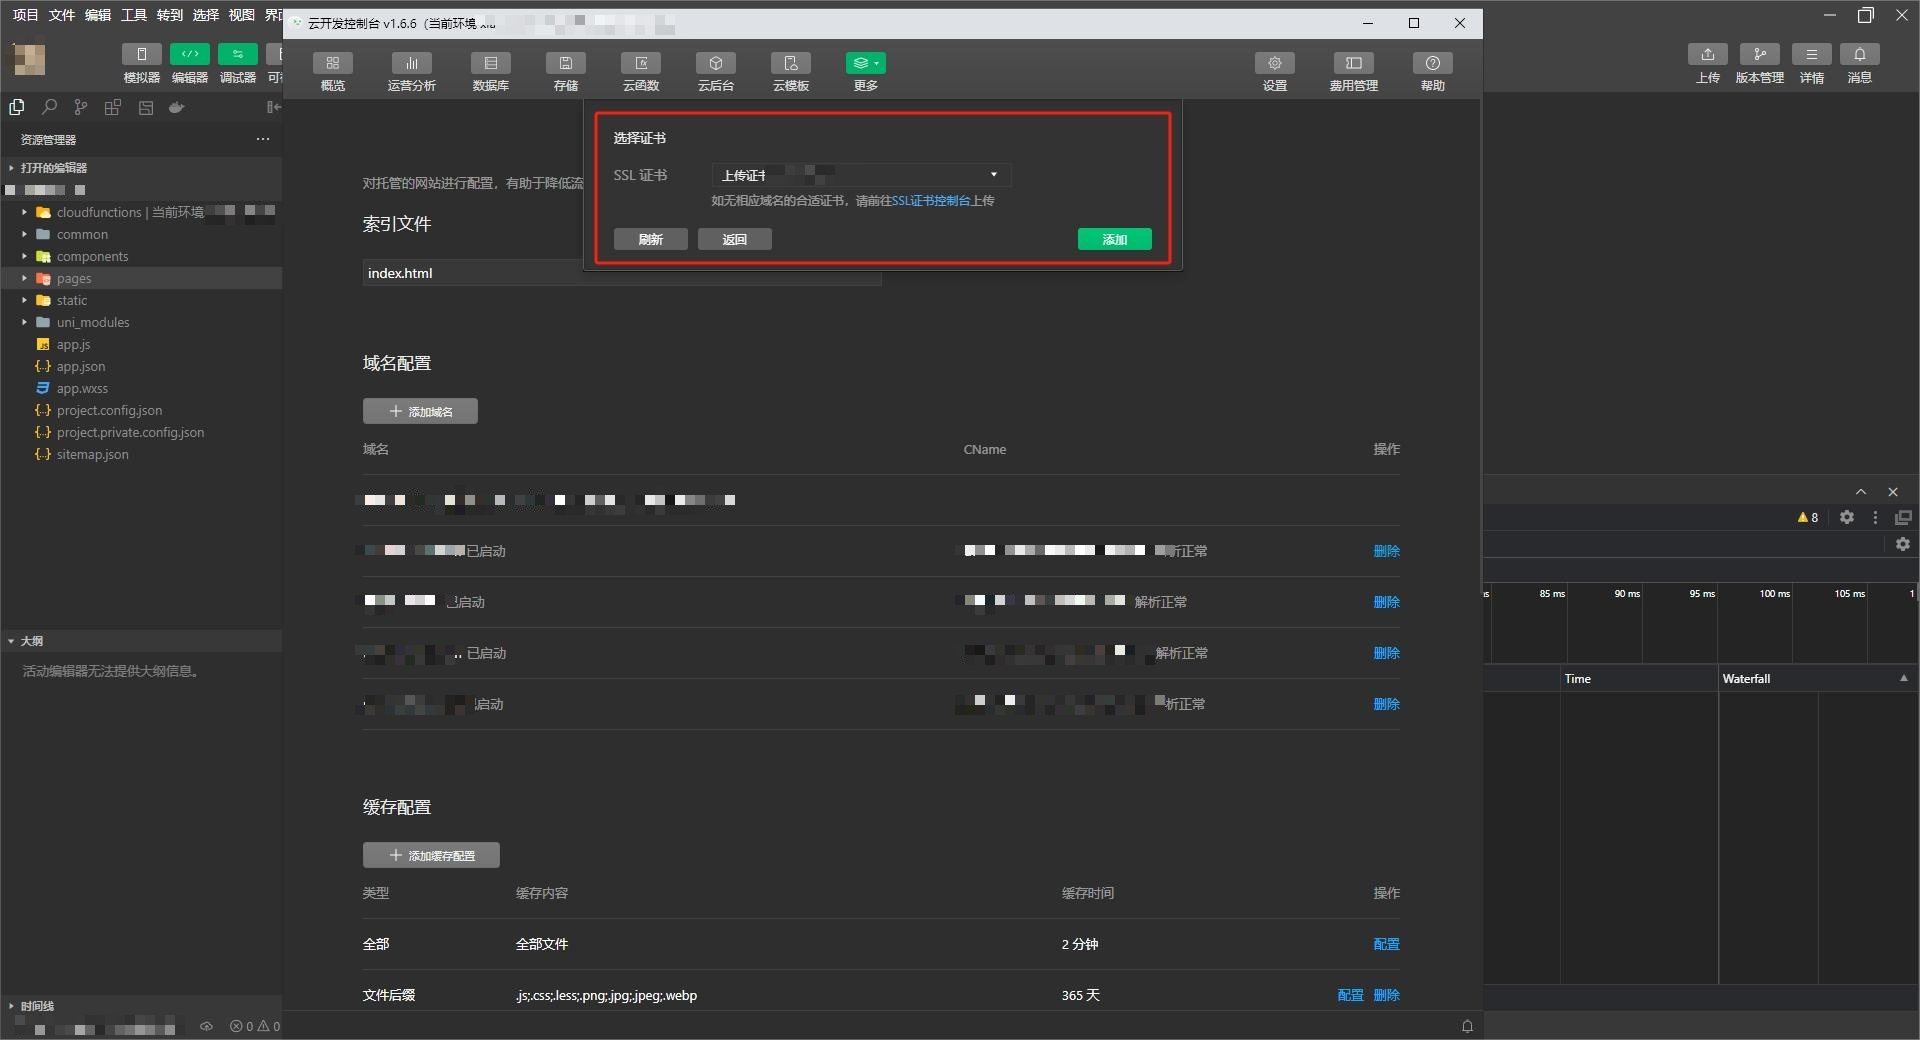 项目 文件 编辑 工具 转到 选择 视图
云开发控制台 v1.6.6 (当前环境
模拟器 编辑器 调试器
概览 运营分析 数据库 存储 云函数 云后台 云模板 更多 设置 费用管理 帮助
上传 版本管理 详情 消息
资源管理器
打开的编辑器
cloudfunctions | 当前环境
common
components
pages
static
uni_modules
app.js
app.json
app.wxss
project.config.json
project.private.config.json
sitemap.json
大纲
活动编辑器无法提供大纲信息。
时间线
0 0
选择证书
SSL 证书 上传证书
如无相应域名的合适证书，请前往SSL证书控制台上传
刷新 返回 添加
对托管的网站进行配置，有助于降低流
索引文件
index.html
域名配置
添加域名
域名 CName 操作
已启动 析正常 删除
已启动 解析正常 删除
已启动 解析正常 删除
启动 析正常 删除
缓存配置
添加缓存配置
类型 缓存内容 缓存时间 操作
全部 全部文件 2 分钟 配置
文件后缀 .js;.css;.less;.png;.jpg;.jpeg;.webp 365 天 配置 删除
8
85 ms 90 ms 95 ms 100 ms 105 ms
Time Waterfall